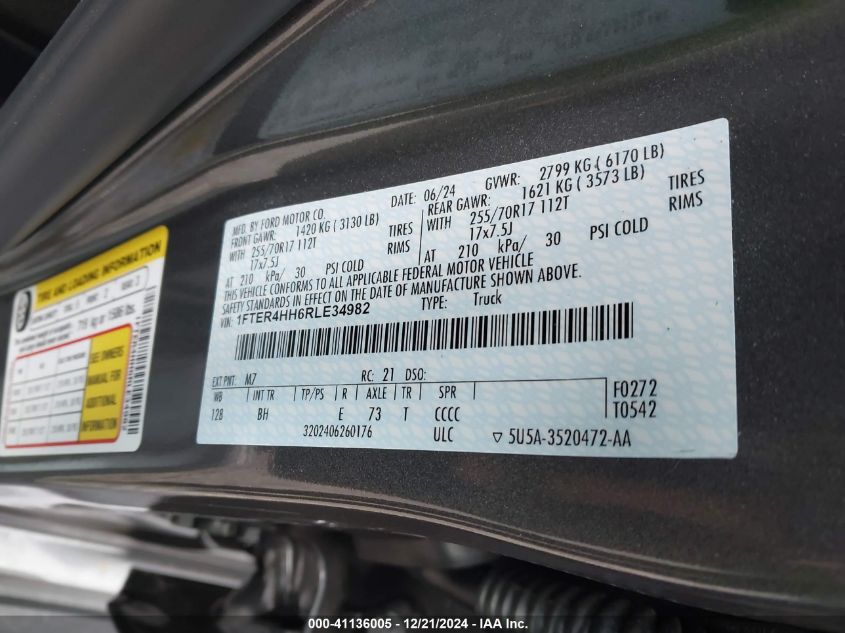 MFD. BY FORD MOTOR CO.
DATE: 06/24 GVWR: 2799 KG ( 6170 LB)
FRONT GAWR: 1420 KG ( 3130 LB)
WITH 255/70R17 112T TIRES
17x7.5J RIMS
AT 210 kPa/ 30 PSI COLD
REAR GAWR: 1621 KG ( 3573 LB)
WITH 255/70R17 112T TIRES
17x7.5J RIMS
AT 210 kPa/ 30 PSI COLD
THIS VEHICLE CONFORMS TO ALL APPLICABLE FEDERAL MOTOR VEHICLE
SAFETY STANDARDS IN EFFECT ON THE DATE OF MANUFACTURE SHOWN ABOVE.
VIN: 1FTER4HH6RLE34982 TYPE: Truck
EXT PNT: M7 RC: 21 DSO:
WB INT TR TP/PS R AXLE TR SPR
128 BH E 73 T CCCC
F0272
T0542
3202406260176 ULC ▽ 5U5A-3520472-AA
TIRE AND LOADING INFORMATION
SEE OWNERS
MANUAL FOR
ADDITIONAL
INFORMATION
000-41136005 - 12/21/2024 - IAA Inc.